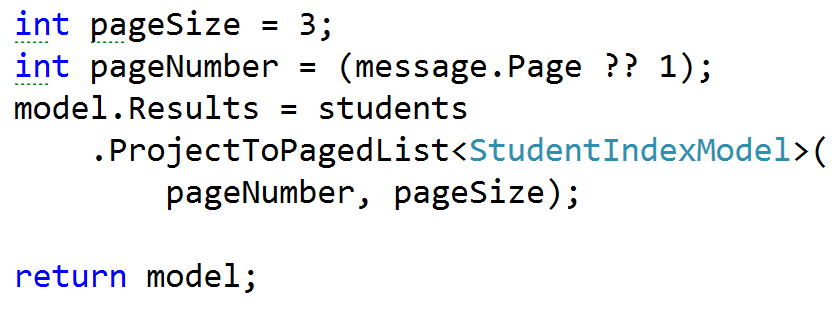 int pageSize = 3;
int pageNumber = (message.Page ?? 1);
model.Results = students
    .ProjectToPagedList<StudentIndexModel>(
        pageNumber, pageSize);

return model;